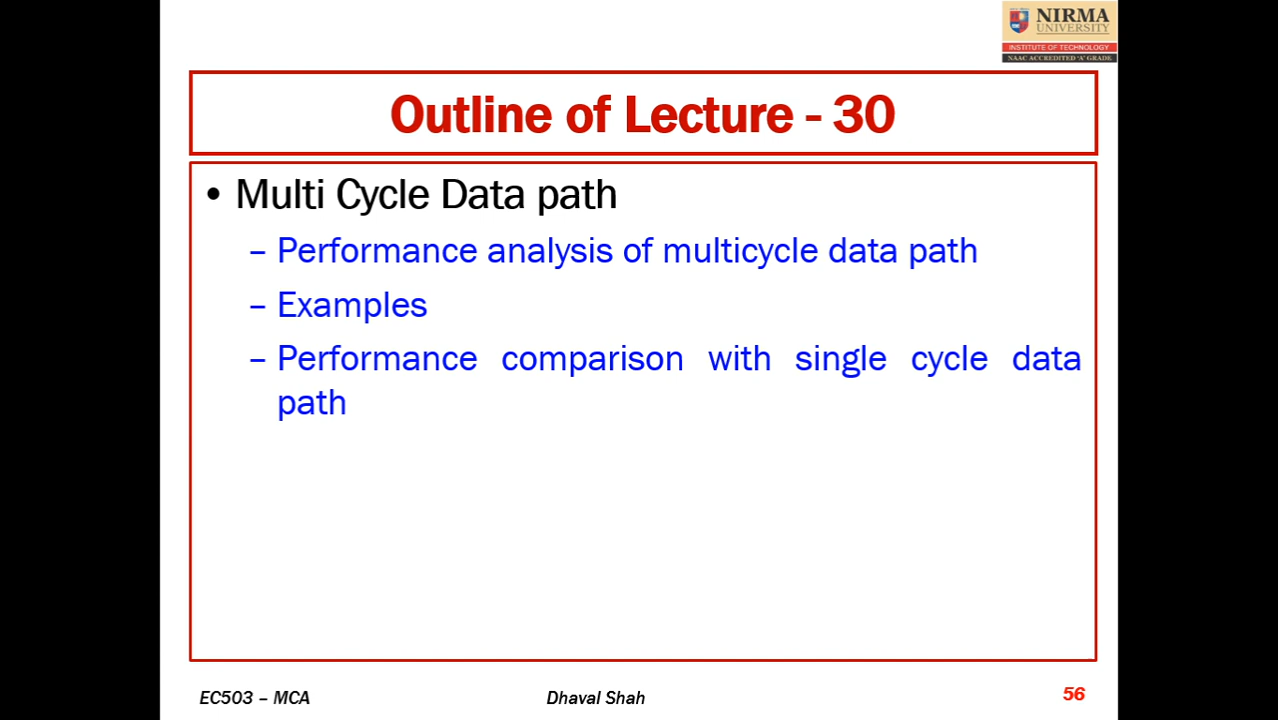 NIRMA
UNIVERSITY
INSTITUTE OF TECHNOLOGY
NAAC ACCREDITED 'A' GRADE
Outline of Lecture - 30
• Multi Cycle Data path
– Performance analysis of multicycle data path
– Examples
– Performance comparison with single cycle data
path
EC503 – MCA
Dhaval Shah
56